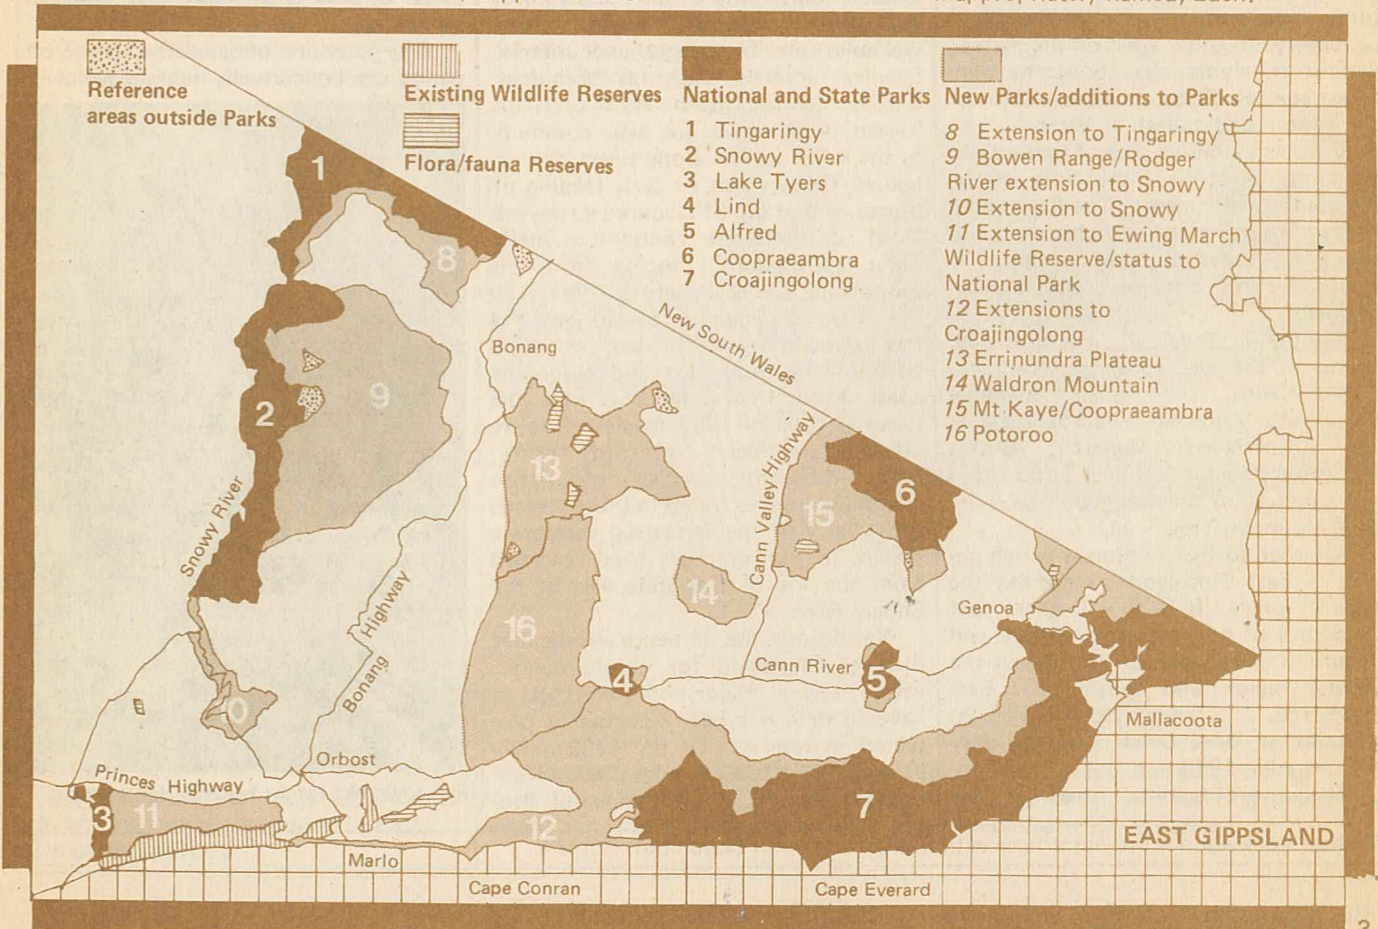 Reference
areas outside Parks
Existing Wildlife Reserves
Flora/fauna Reserves
National and State Parks
1 Tingaringy
2 Snowy River
3 Lake Tyers
4 Lind
5 Alfred
6 Coopraeambra
7 Croajingolong
New Parks/additions to Parks
8 Extension to Tingaringy
9 Bowen Range/Rodger
River extension to Snowy
10 Extension to Snowy
11 Extension to Ewing March
Wildlife Reserve/status to
National Park
12 Extensions to
Croajingolong
13 Errinundra Plateau
14 Waldron Mountain
15 Mt Kaye/Coopraeambra
16 Potoroo
1
8
New South Wales
Bonang
2
9
13
Cann Valley Highway
15
6
Snowy River
Bonang Highway
14
16
Genoa
Cann River
4
5
0
Mallacoota
Orbost
Princes Highway
3
11
12
7
EAST GIPPSLAND
Marlo
Cape Conran
Cape Everard